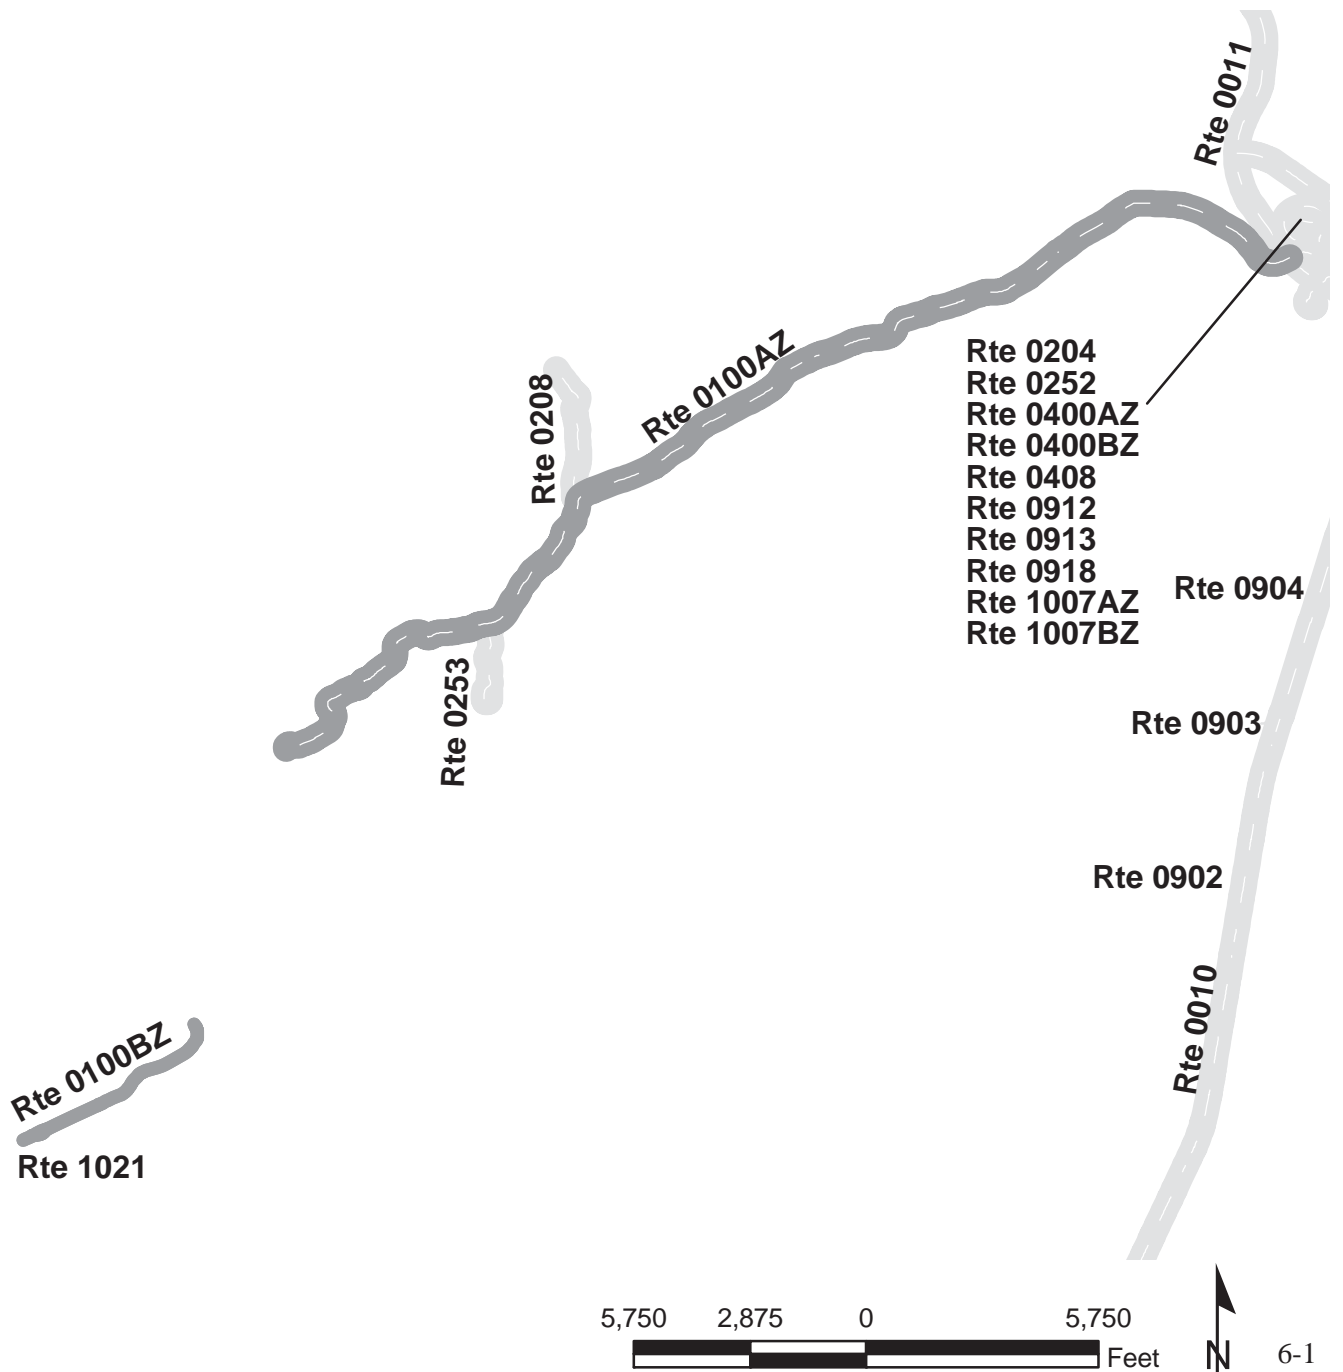 Rte 0011
Rte 0100AZ
Rte 0208
Rte 0204
Rte 0252
Rte 0400AZ
Rte 0400BZ
Rte 0408
Rte 0912
Rte 0913
Rte 0918
Rte 1007AZ
Rte 1007BZ
Rte 0904
Rte 0253
Rte 0903
Rte 0902
Rte 0010
Rte 0100BZ
Rte 1021
5,750 2,875 0 5,750
Feet
N
6-1